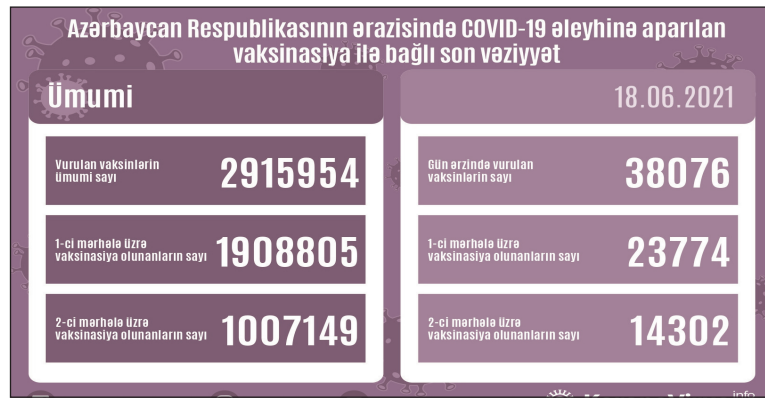 Azərbaycan Respublikasının ərazisində COVID-19 əleyhinə aparılan
vaksinasiya ilə bağlı son vəziyyət
Ümumi
Vurulan vaksinlərin
ümumi sayı
2915954
1-ci mərhələ üzrə
vaksinasiya olunanların sayı
1908805
2-ci mərhələ üzrə
vaksinasiya olunanların sayı
1007149
18.06.2021
Gün ərzində vurulan
vaksinlərin sayı
38076
1-ci mərhələ üzrə
vaksinasiya olunanların sayı
23774
2-ci mərhələ üzrə
vaksinasiya olunanların sayı
14302
info